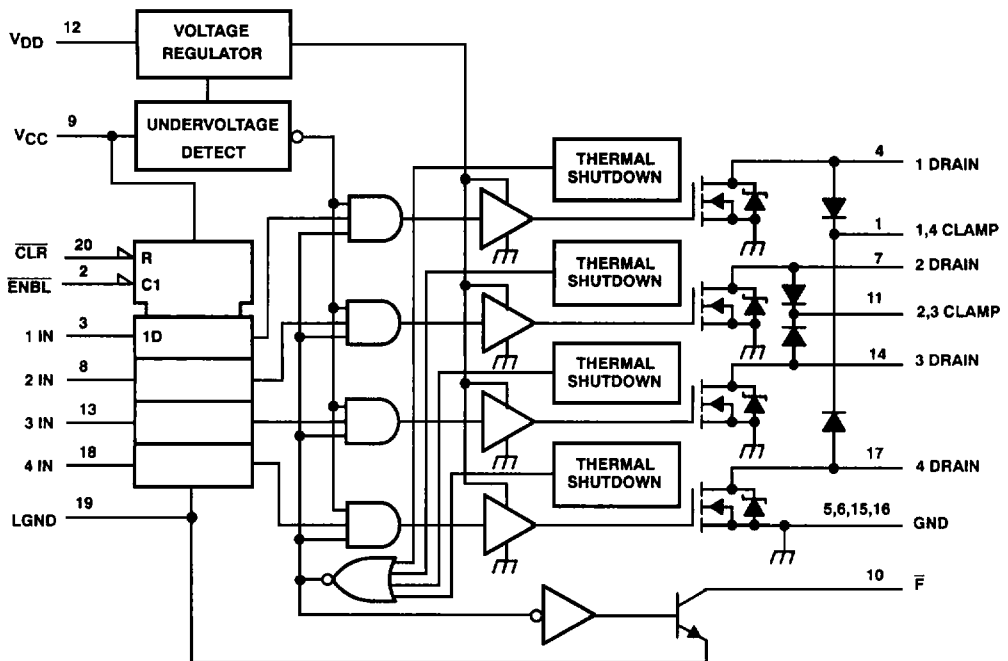 VDD
12
VOLTAGE
REGULATOR
VCC
9
UNDERVOLTAGE
DETECT
THERMAL
SHUTDOWN
4
1 DRAIN
1
1,4 CLAMP
CLR
20
R
ENBL
2
C1
THERMAL
SHUTDOWN
7
2 DRAIN
11
2,3 CLAMP
1 IN
3
1D
2 IN
8
THERMAL
SHUTDOWN
14
3 DRAIN
3 IN
13
4 IN
18
THERMAL
SHUTDOWN
17
4 DRAIN
LGND
19
5,6,15,16
GND
10
F